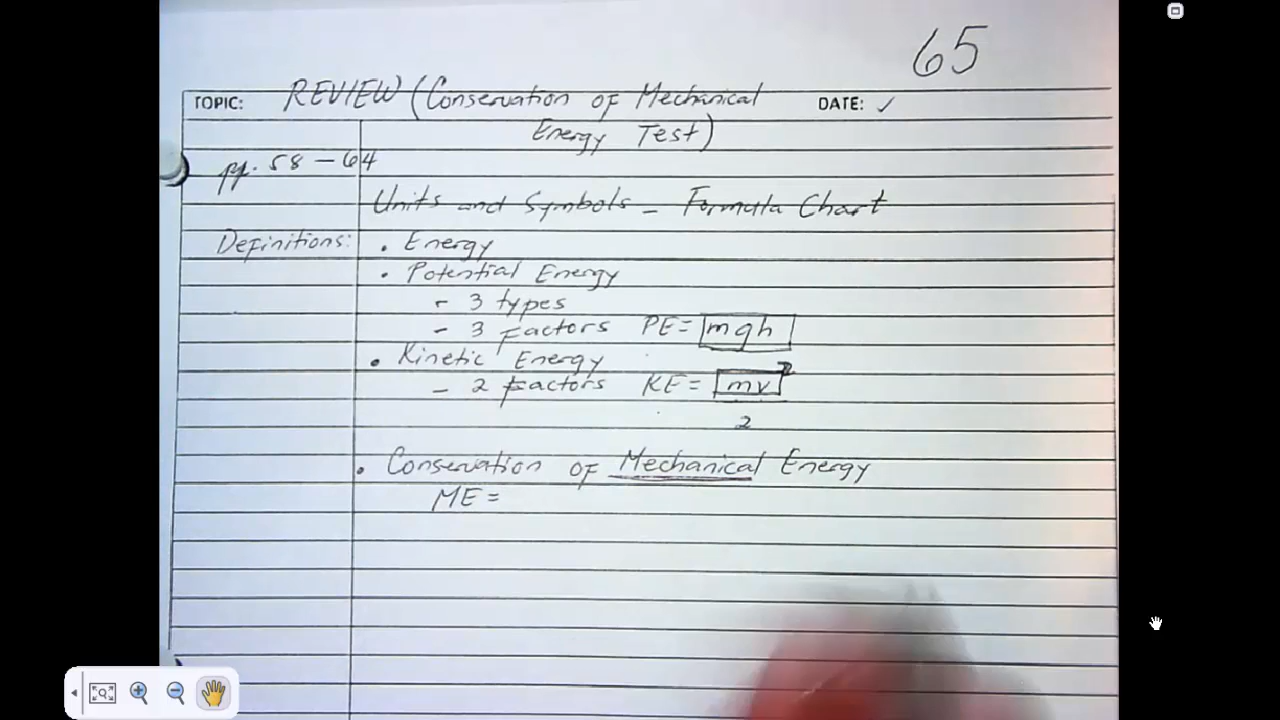 65
TOPIC: REVIEW (Conservation of Mechanical DATE: ✓
Energy Test)
pp. 58 – 64
Units and Symbols – Formula Chart
Definitions: • Energy
• Potential Energy
- 3 types
- 3 Factors PE = mgh
• Kinetic Energy
- 2 Factors KE = mv²
2
• Conservation of Mechanical Energy
ME =